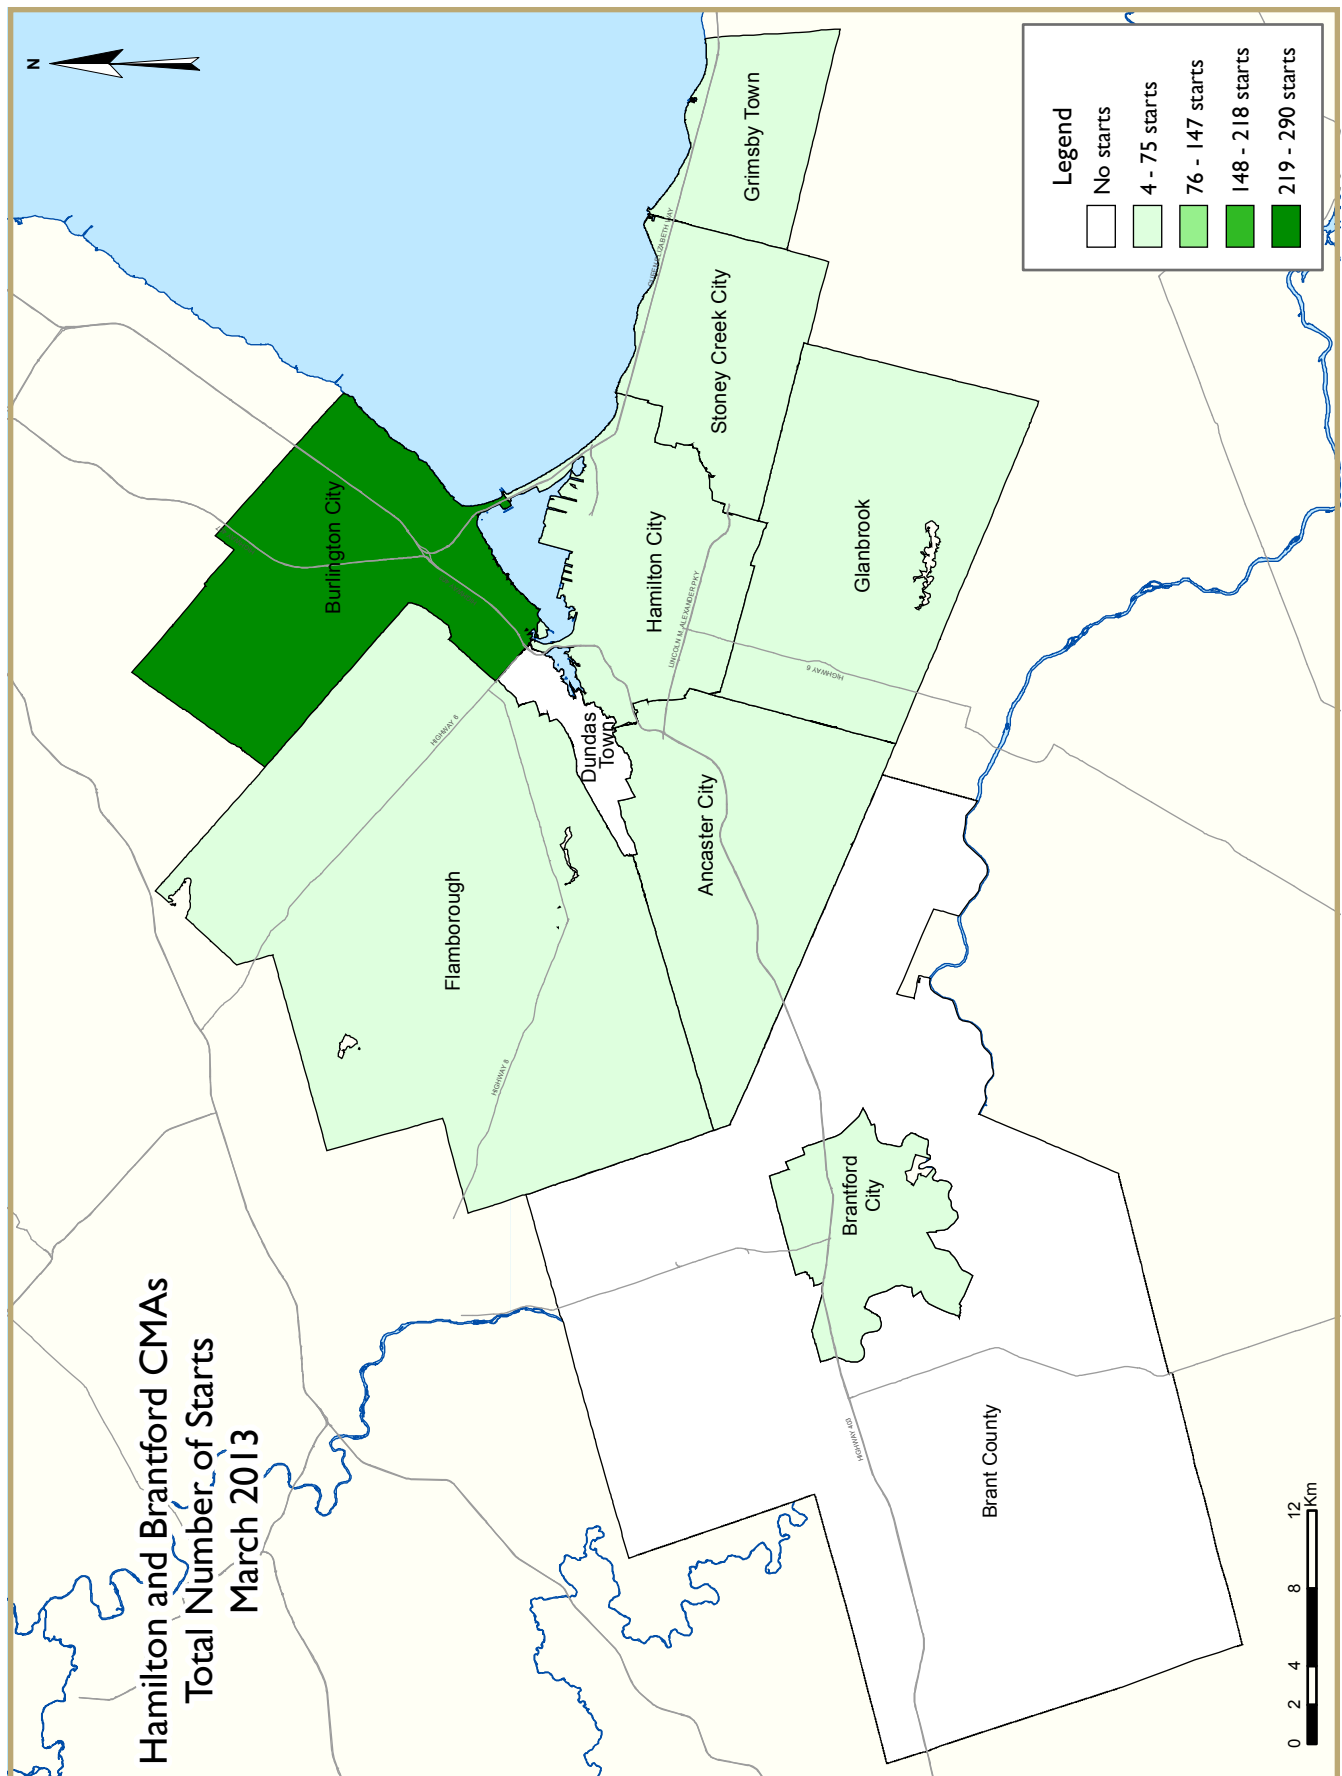 Hamilton and Brantford CMAs
Total Number of Starts
March 2013
N
Burlington City
HIGHWAY 6
Flamborough
HIGHWAY 8
Dundas
Town
Hamilton City
LINCOLN M. ALEXANDER PKY
QUEEN ELIZABETH WAY
Stoney Creek City
Grimsby Town
Ancaster City
Glanbrook
HIGHWAY 6
Brantford
City
HIGHWAY 403
Brant County
Legend
No starts
4 - 75 starts
76 - 147 starts
148 - 218 starts
219 - 290 starts
0 2 4 8 12
Km